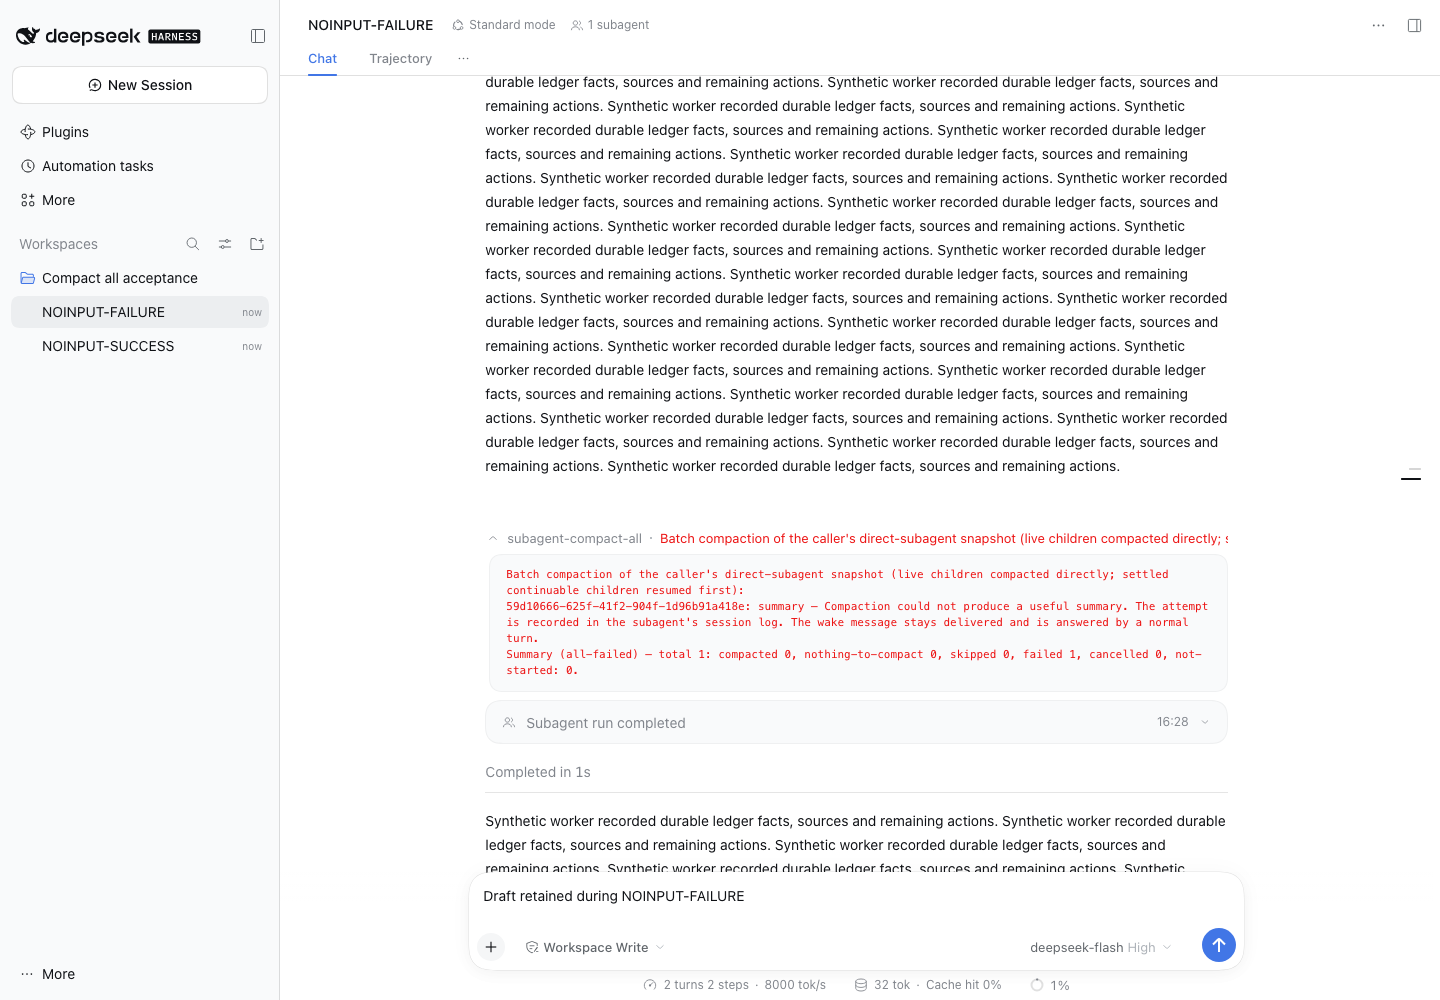 deepseek HARNESS
New Session
Plugins
Automation tasks
More
Workspaces
Compact all acceptance
NOINPUT-FAILURE now
NOINPUT-SUCCESS now
More
NOINPUT-FAILURE Standard mode 1 subagent
Chat Trajectory
durable ledger facts, sources and remaining actions. Synthetic worker recorded durable ledger facts, sources and
remaining actions. Synthetic worker recorded durable ledger facts, sources and remaining actions. Synthetic
worker recorded durable ledger facts, sources and remaining actions. Synthetic worker recorded durable ledger
facts, sources and remaining actions. Synthetic worker recorded durable ledger facts, sources and remaining
actions. Synthetic worker recorded durable ledger facts, sources and remaining actions. Synthetic worker recorded
durable ledger facts, sources and remaining actions. Synthetic worker recorded durable ledger facts, sources and
remaining actions. Synthetic worker recorded durable ledger facts, sources and remaining actions. Synthetic
worker recorded durable ledger facts, sources and remaining actions. Synthetic worker recorded durable ledger
facts, sources and remaining actions. Synthetic worker recorded durable ledger facts, sources and remaining
actions. Synthetic worker recorded durable ledger facts, sources and remaining actions. Synthetic worker recorded
durable ledger facts, sources and remaining actions. Synthetic worker recorded durable ledger facts, sources and
remaining actions. Synthetic worker recorded durable ledger facts, sources and remaining actions. Synthetic
worker recorded durable ledger facts, sources and remaining actions. Synthetic worker recorded durable ledger
facts, sources and remaining actions. Synthetic worker recorded durable ledger facts, sources and remaining
actions. Synthetic worker recorded durable ledger facts, sources and remaining actions. Synthetic worker recorded
durable ledger facts, sources and remaining actions. Synthetic worker recorded durable ledger facts, sources and
remaining actions. Synthetic worker recorded durable ledger facts, sources and remaining actions.
subagent-compact-all · Batch compaction of the caller's direct-subagent snapshot (live children compacted directly;
Batch compaction of the caller's direct-subagent snapshot (live children compacted directly; settled
continuable children resumed first):
59d10666-625f-41f2-904f-1d96b91a418e: summary — Compaction could not produce a useful summary. The attempt
is recorded in the subagent's session log. The wake message stays delivered and is answered by a normal
turn.
Summary (all-failed) — total 1: compacted 0, nothing-to-compact 0, skipped 0, failed 1, cancelled 0, not-
started: 0.
Subagent run completed 16:28
Completed in 1s
Synthetic worker recorded durable ledger facts, sources and remaining actions. Synthetic worker recorded durable
ledger facts, sources and remaining actions. Synthetic worker recorded durable ledger facts, sources and
remaining actions. Synthetic worker recorded durable ledger facts, sources and remaining actions. Synthetic
Draft retained during NOINPUT-FAILURE
Workspace Write deepseek-flash High
2 turns 2 steps · 8000 tok/s 32 tok · Cache hit 0% 1%